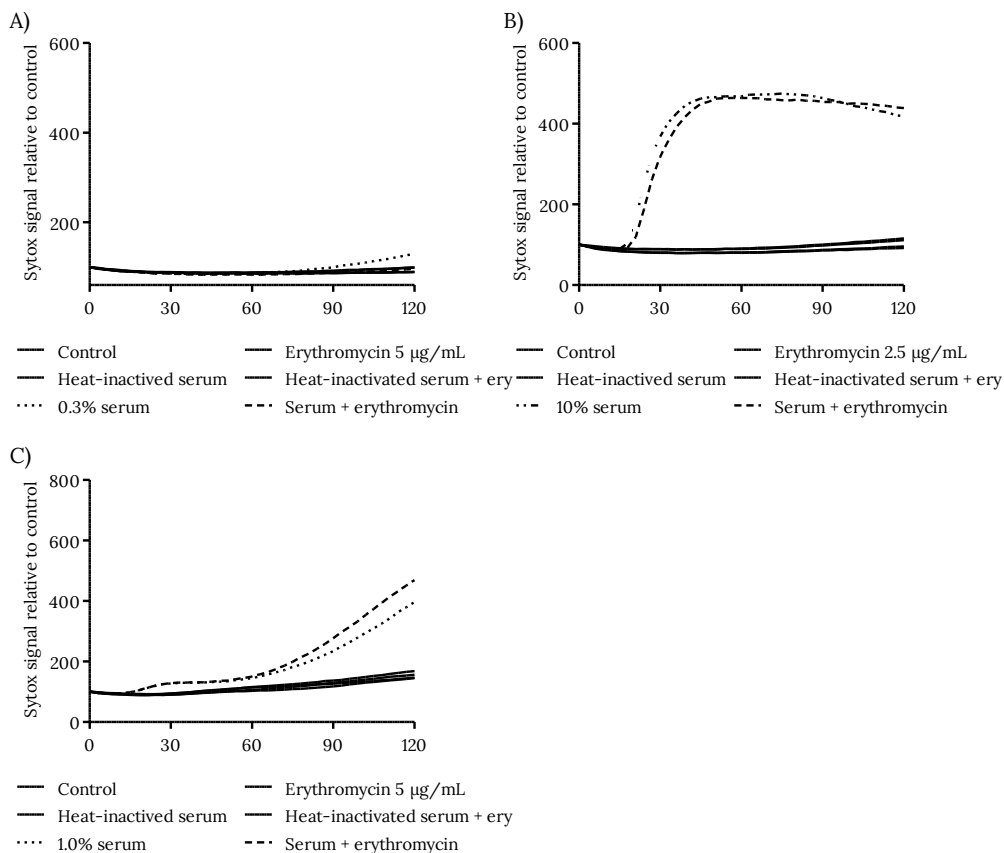 A)
Sytox signal relative to control
600
400
200
0 30 60 90 120
Control
Erythromycin 5 µg/mL
Heat-inactived serum
Heat-inactivated serum + ery
0.3% serum
Serum + erythromycin
B)
Sytox signal relative to control
600
400
200
0
0 30 60 90 120
Control
Erythromycin 2.5 µg/mL
Heat-inactived serum
Heat-inactivated serum + ery
10% serum
Serum + erythromycin
C)
Sytox signal relative to control
800
600
400
200
0
0 30 60 90 120
Control
Erythromycin 5 µg/mL
Heat-inactived serum
Heat-inactivated serum + ery
1.0% serum
Serum + erythromycin